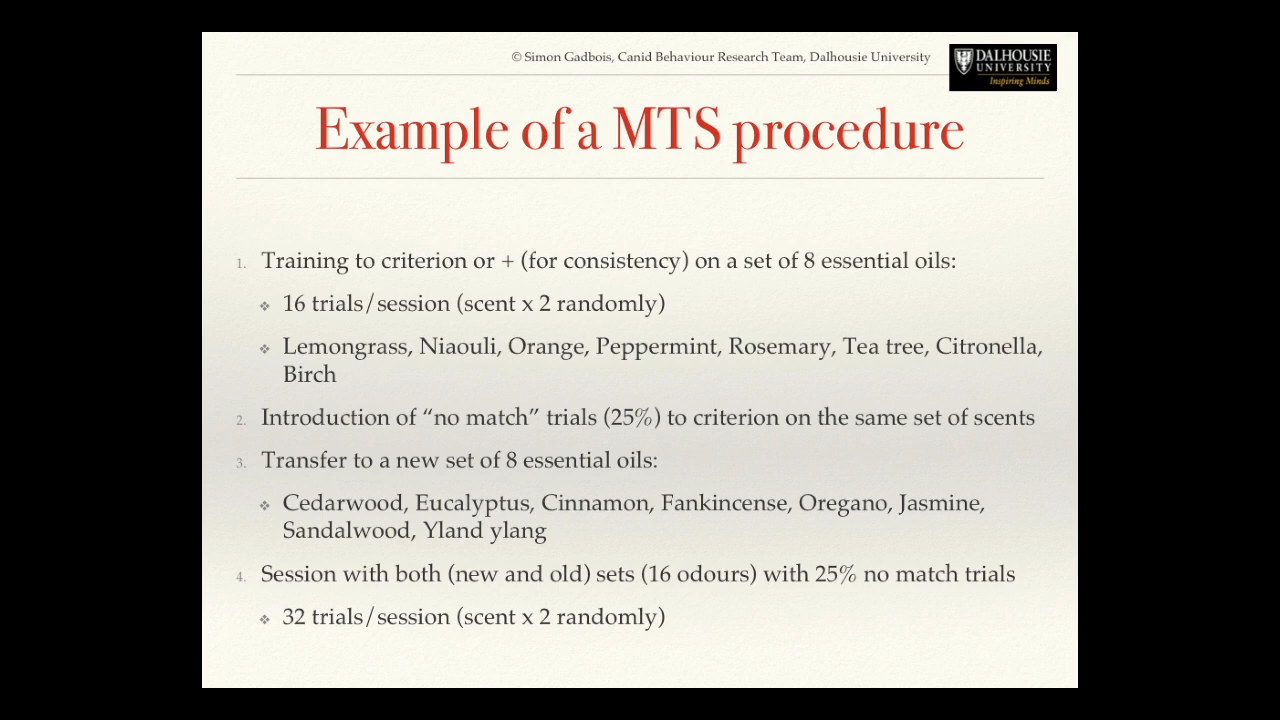 © Simon Gadbois, Canid Behaviour Research Team, Dalhousie University
DALHOUSIE
UNIVERSITY
Inspiring Minds
Example of a MTS procedure
1. Training to criterion or + (for consistency) on a set of 8 essential oils:
❖ 16 trials/session (scent x 2 randomly)
❖ Lemongrass, Niaouli, Orange, Peppermint, Rosemary, Tea tree, Citronella,
Birch
2. Introduction of “no match” trials (25%) to criterion on the same set of scents
3. Transfer to a new set of 8 essential oils:
❖ Cedarwood, Eucalyptus, Cinnamon, Fankincense, Oregano, Jasmine,
Sandalwood, Yland ylang
4. Session with both (new and old) sets (16 odours) with 25% no match trials
❖ 32 trials/session (scent x 2 randomly)